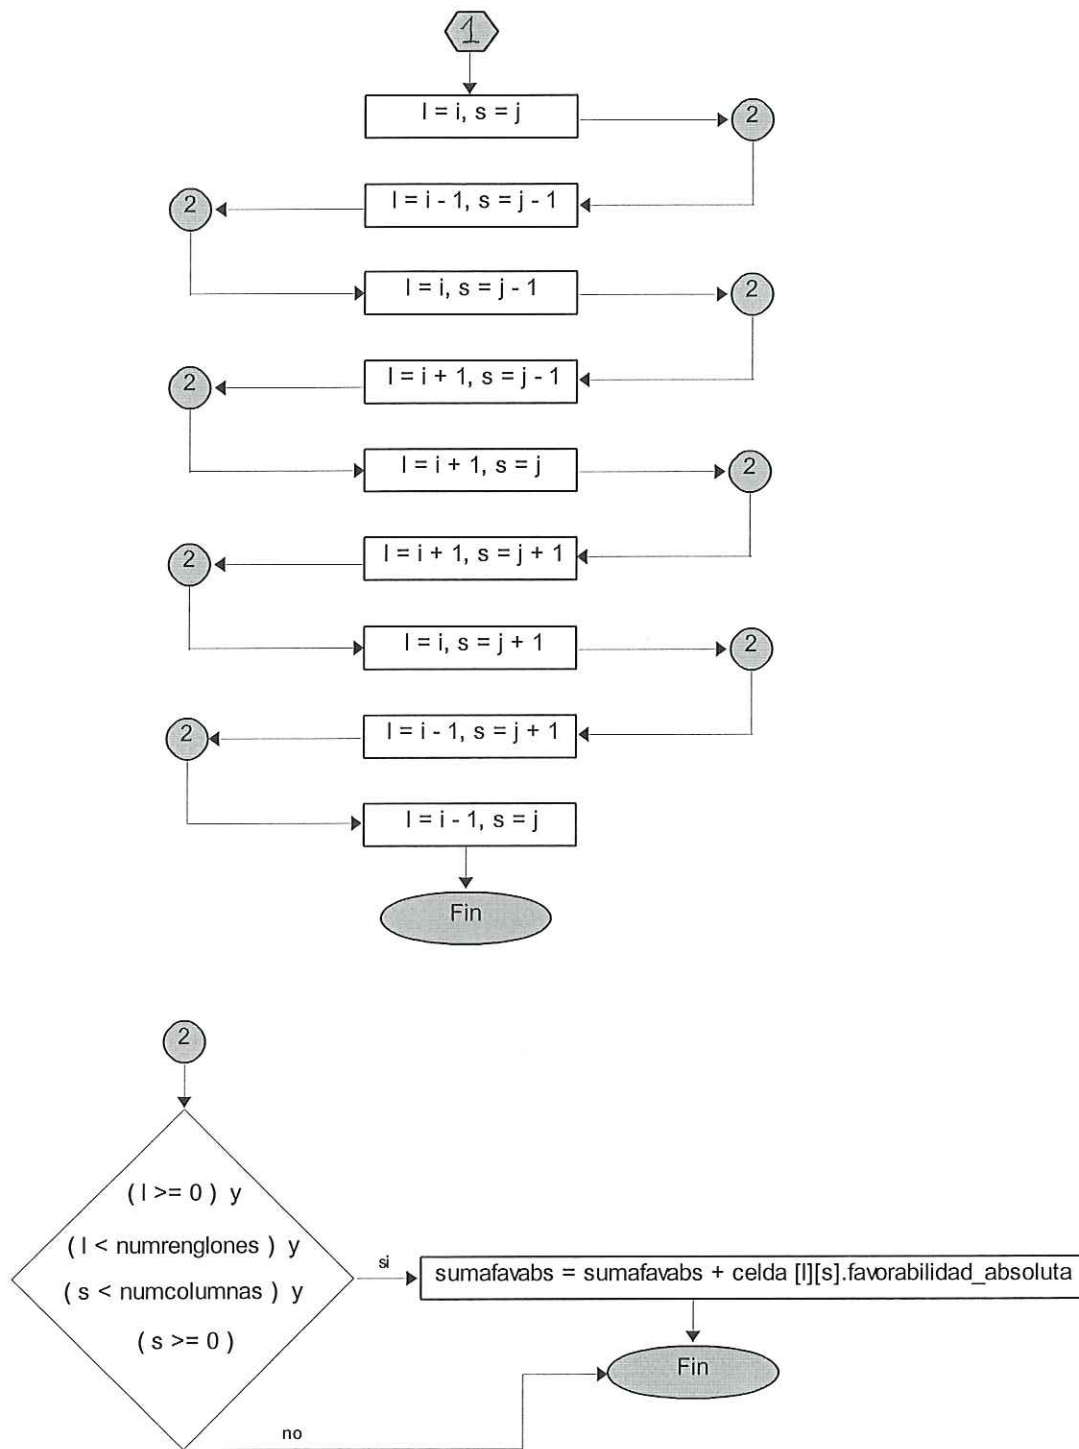 1
l = i, s = j
2
2
l = i - 1, s = j - 1
l = i, s = j - 1
2
2
l = i + 1, s = j - 1
l = i + 1, s = j
2
2
l = i + 1, s = j + 1
l = i, s = j + 1
2
2
l = i - 1, s = j + 1
l = i - 1, s = j
Fin
2
( l >= 0 ) y
( l < numrenglones ) y
( s < numcolumnas ) y
( s >= 0 )
si
sumafavabs = sumafavabs + celda [l][s].favorabilidad_absoluta
Fin
no